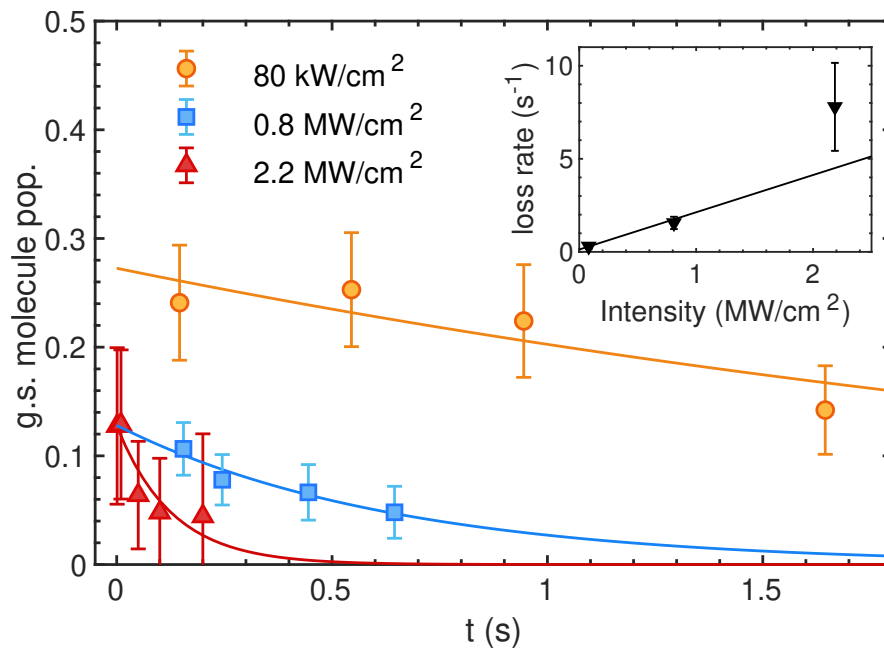 0.5
0.4
0.3
0.2
0.1
0
g.s. molecule pop.
80 kW/cm²
0.8 MW/cm²
2.2 MW/cm²
0
0.5
1
1.5
t (s)
10
5
0
loss rate (s⁻¹)
0
1
2
Intensity (MW/cm²)